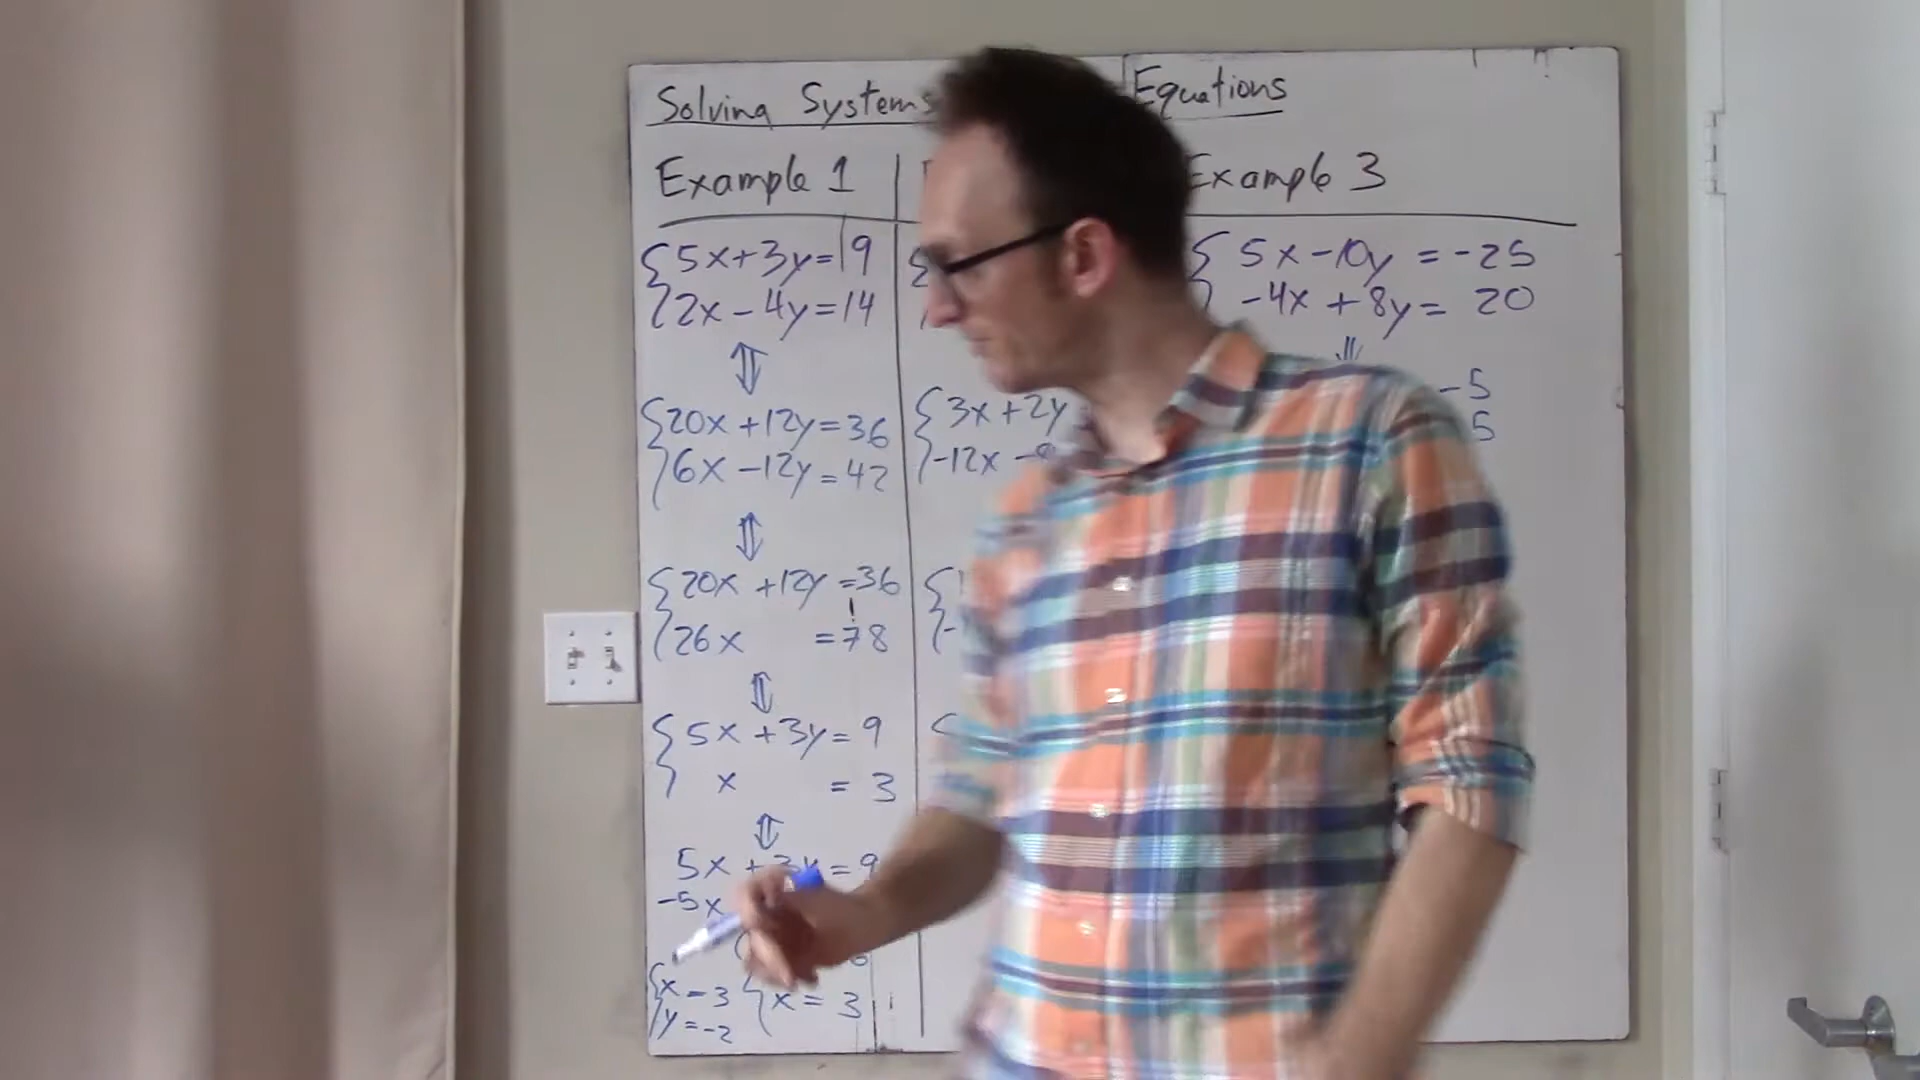 Solving Systems Equations
Example 1
5x+3y=9
2x-4y=14
20x+12y=36
6x-12y=42
20x+12y=36
26x =78
5x+3y=9
x = 3
5x+3y=9
-5x
x=3
y=-2
x=3
3x+2y
-12x
Example 3
5x-10y=-25
-4x+8y=20
-5
5